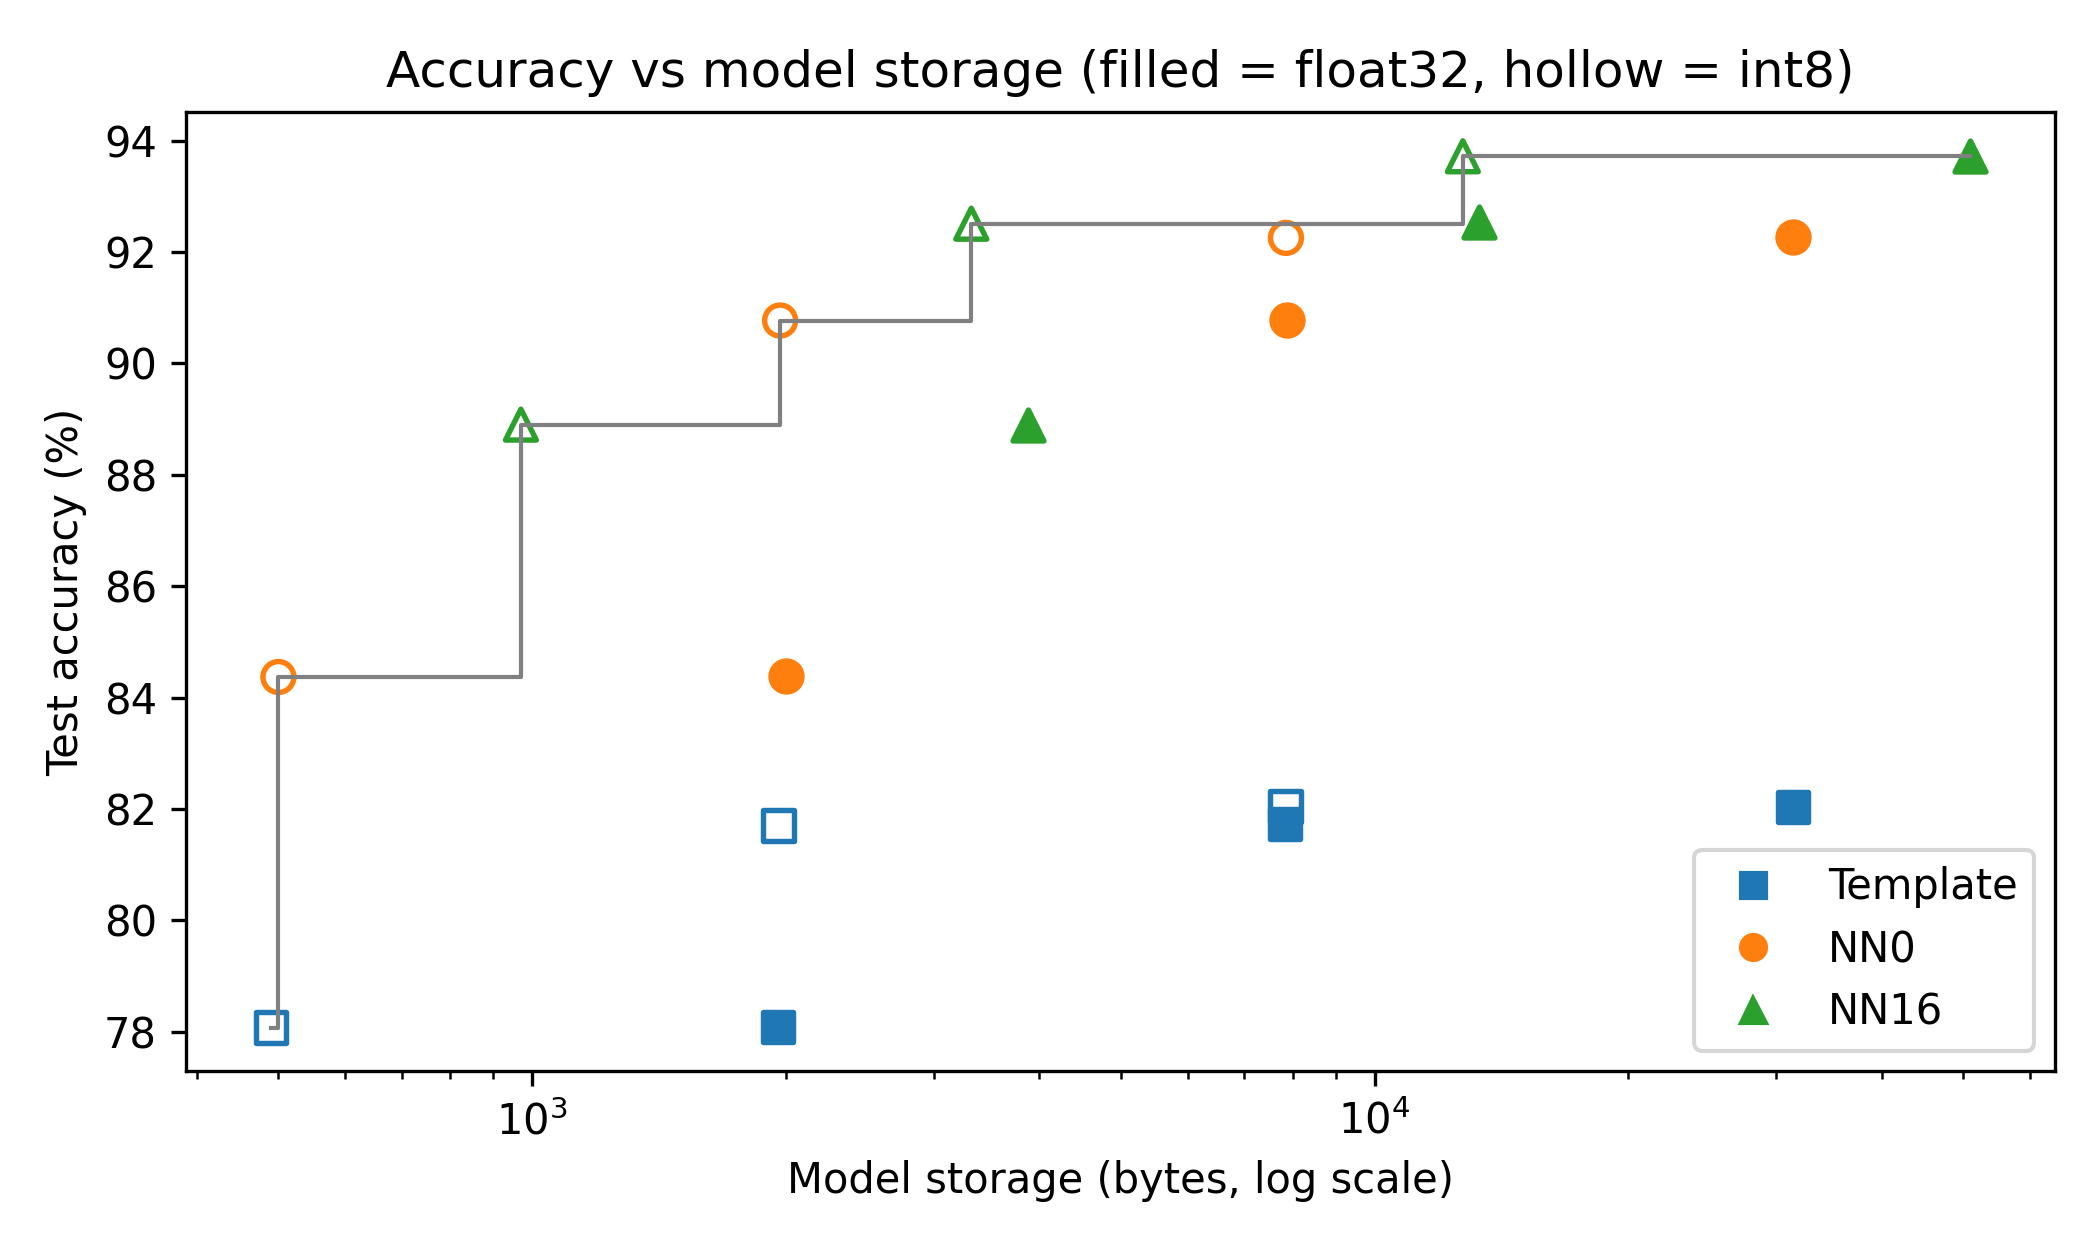 Accuracy vs model storage (filled = float32, hollow = int8)
Test accuracy (%)
94
92
90
88
86
84
82
80
78
10³
10⁴
Model storage (bytes, log scale)
Template
NN0
NN16